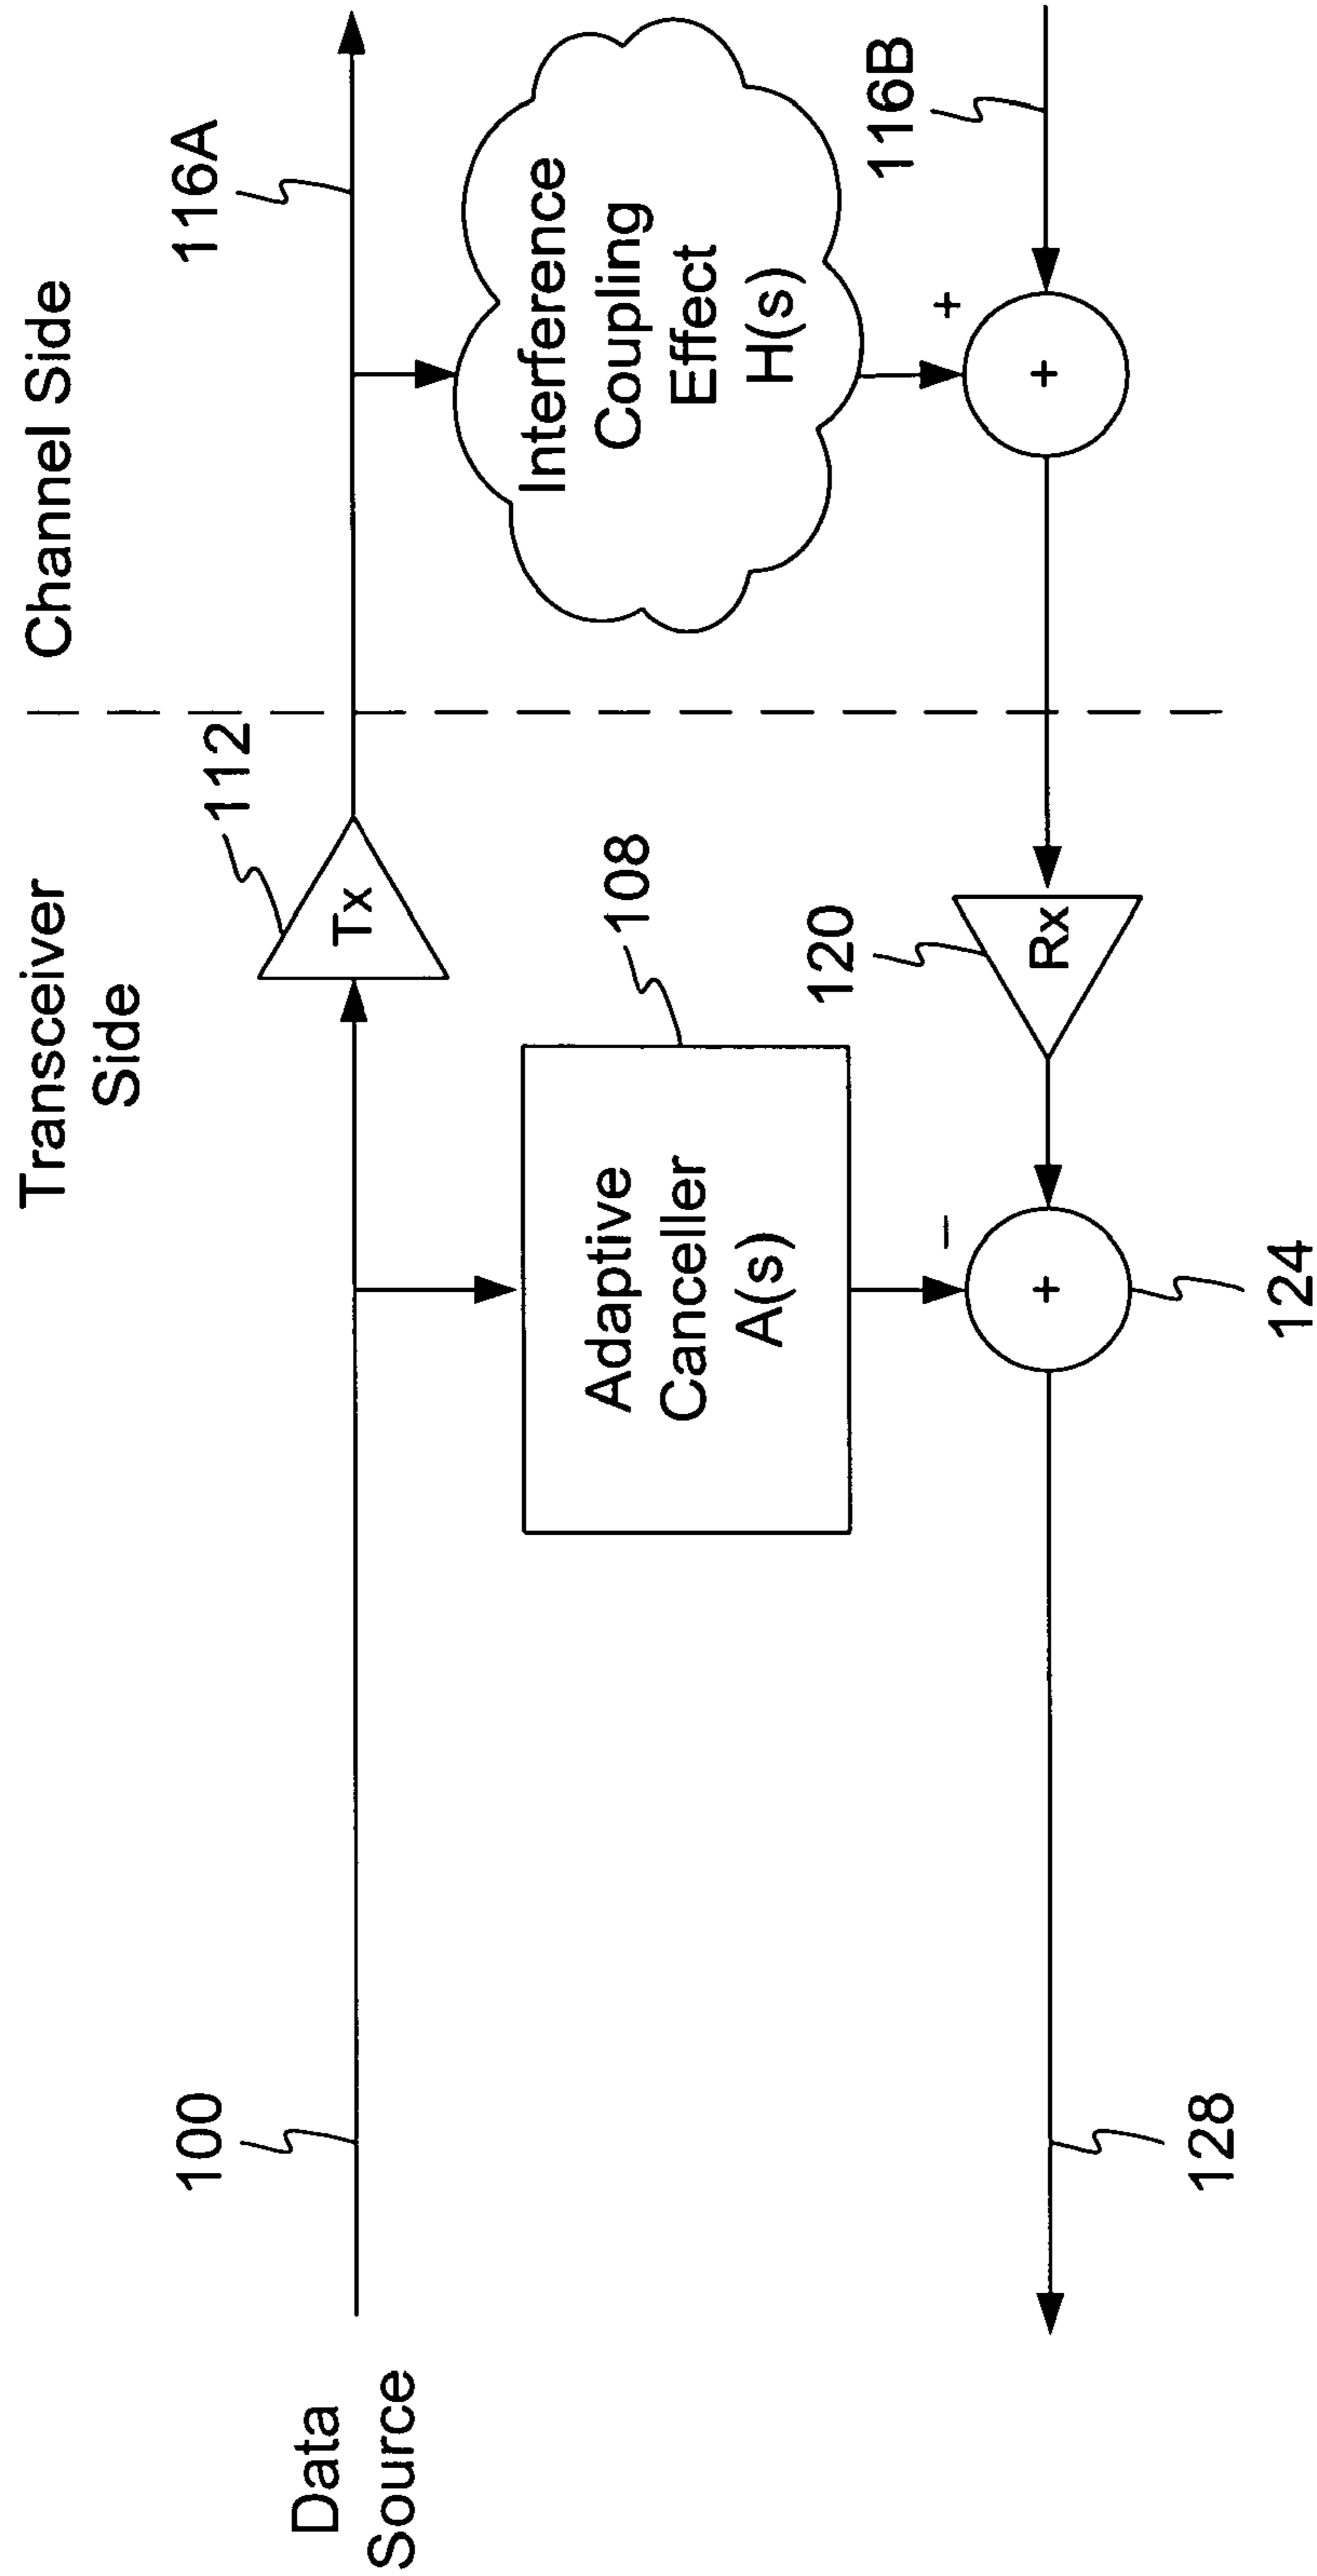 Transceiver
Side
Channel Side
Data
Source
100
112
Tx
116A
Adaptive
Canceller
A(s)
108
Interference
Coupling
Effect
H(s)
120
Rx
116B
−
+
+
+
124
128